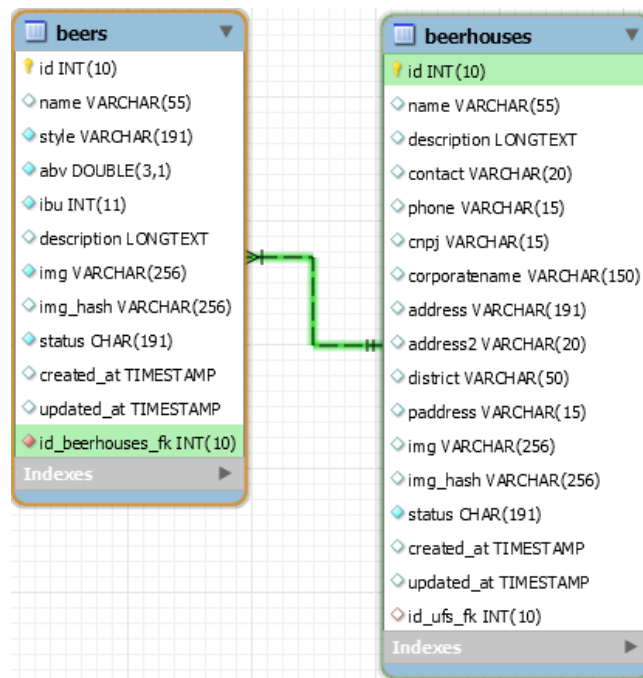 beers
id INT(10)
name VARCHAR(55)
style VARCHAR(191)
abv DOUBLE(3,1)
ibu INT(11)
description LONGTEXT
img VARCHAR(256)
img_hash VARCHAR(256)
status CHAR(191)
created_at TIMESTAMP
updated_at TIMESTAMP
id_beerhouses_fk INT(10)
Indexes
beerhouses
id INT(10)
name VARCHAR(55)
description LONGTEXT
contact VARCHAR(20)
phone VARCHAR(15)
cnpj VARCHAR(15)
corporatename VARCHAR(150)
address VARCHAR(191)
address2 VARCHAR(20)
district VARCHAR(50)
paddress VARCHAR(15)
img VARCHAR(256)
img_hash VARCHAR(256)
status CHAR(191)
created_at TIMESTAMP
updated_at TIMESTAMP
id_ufs_fk INT(10)
Indexes